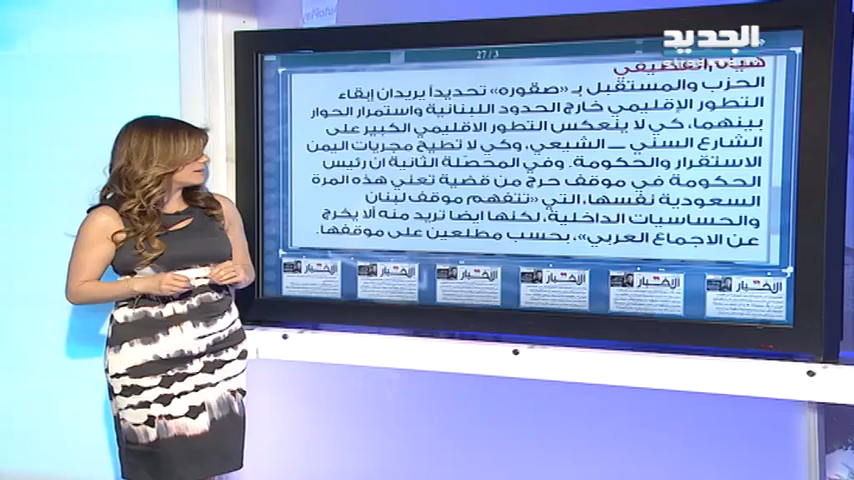 الجديد
27/3
الحزب والمستقبل بـ «صقوره» تحديداً يريدان إبقاء
التطور الإقليمي خارج الحدود اللبنانية واستمرار الحوار
بينهما، كي لا ينعكس التطور الاقليمي الكبير على
الشارع السني ــ الشيعي، وكي لا تطيح مجريات اليمن
الاستقرار والحكومة. وفي المحصّلة الثانية ان رئيس
الحكومة في موقف حرج من قضية تعني هذه المرة
السعودية نفسها، التي «تتفهم موقف لبنان
والحساسيات الداخلية، لكنها ايضا تريد منه ألا يخرج
عن الاجماع العربي»، بحسب مطلعين على موقفها.
الأخبار الأخبار الأخبار الأخبار الأخبار الأخبار